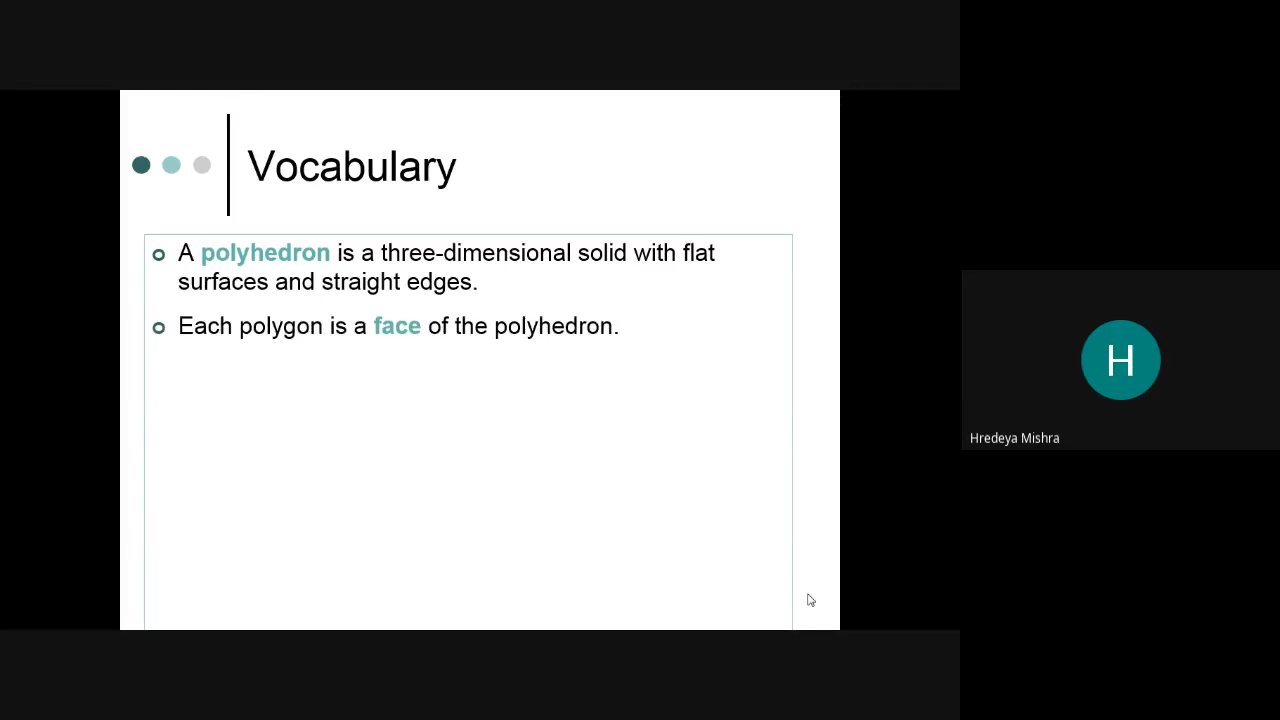 Vocabulary
A polyhedron is a three-dimensional solid with flat
surfaces and straight edges.
Each polygon is a face of the polyhedron.
H
Hredeya Mishra